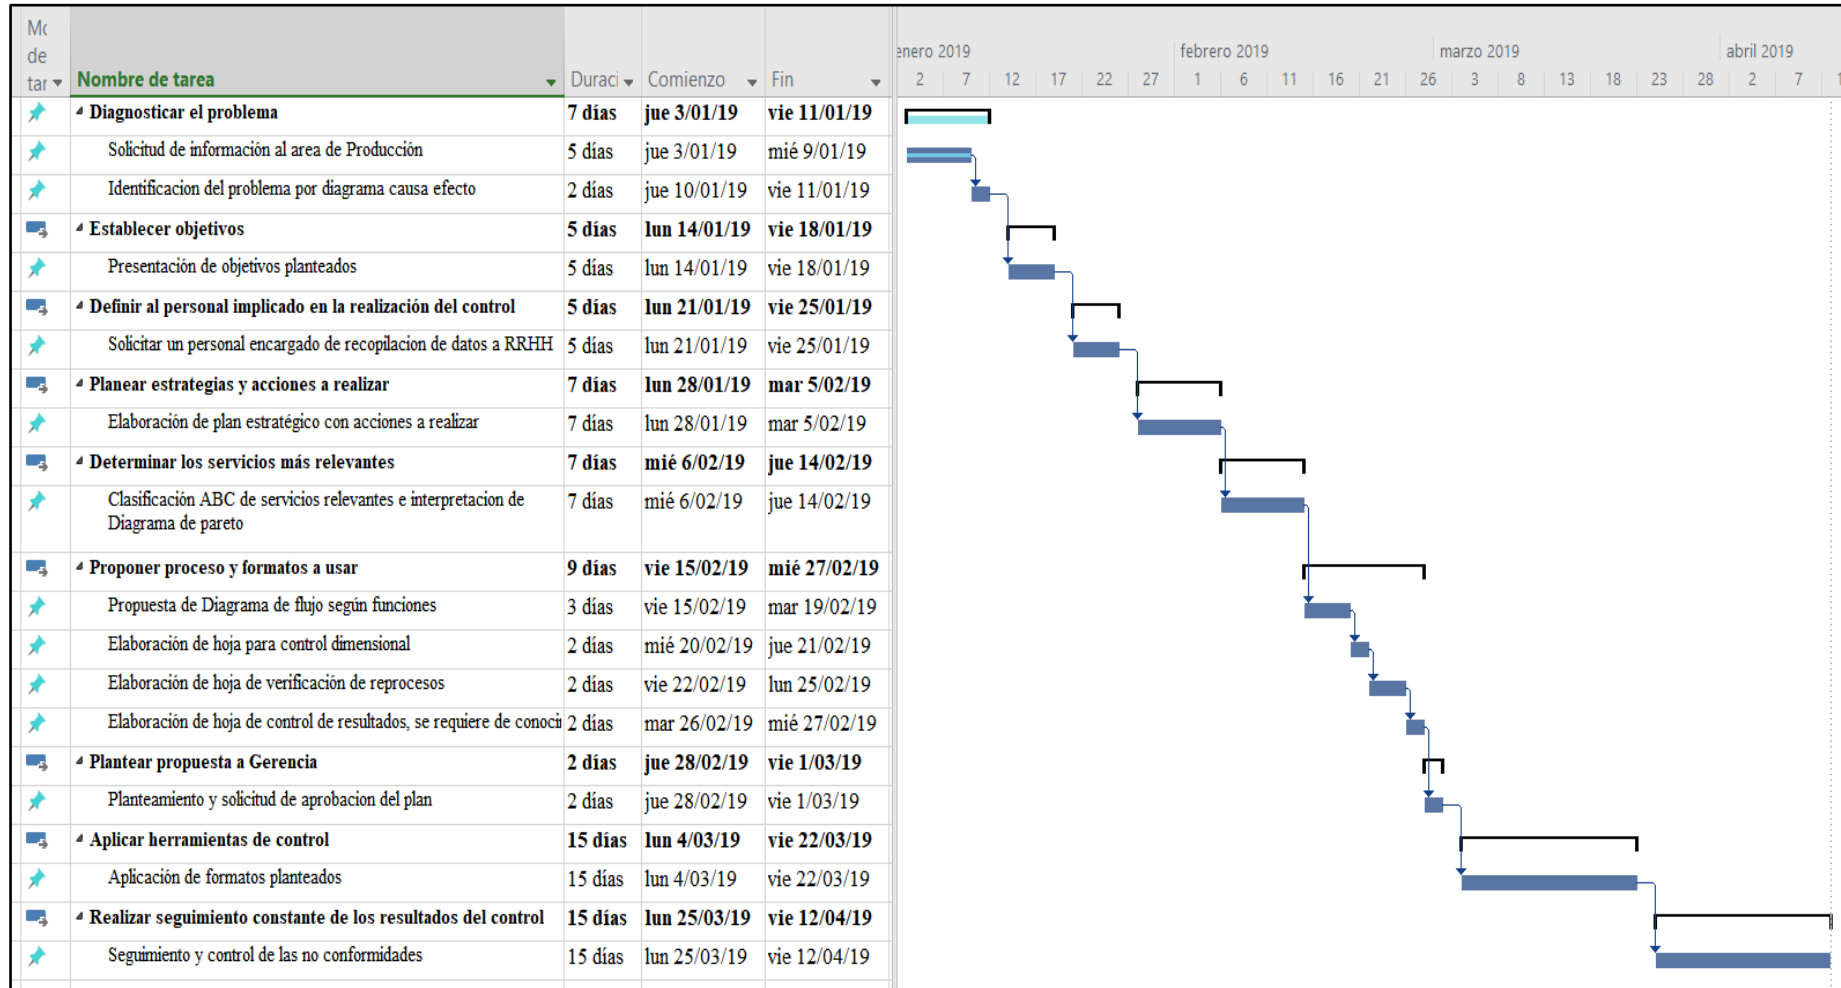 Mo
de
tar Nombre de tarea Duraci Comienzo Fin
enero 2019 febrero 2019 marzo 2019 abril 2019
2 7 12 17 22 27 1 6 11 16 21 26 3 8 13 18 23 28 2 7 1
Diagnosticar el problema 7 días jue 3/01/19 vie 11/01/19
Solicitud de información al area de Producción 5 días jue 3/01/19 mié 9/01/19
Identificacion del problema por diagrama causa efecto 2 días jue 10/01/19 vie 11/01/19
Establecer objetivos 5 días lun 14/01/19 vie 18/01/19
Presentación de objetivos planteados 5 días lun 14/01/19 vie 18/01/19
Definir al personal implicado en la realización del control 5 días lun 21/01/19 vie 25/01/19
Solicitar un personal encargado de recopilacion de datos a RRHH 5 días lun 21/01/19 vie 25/01/19
Planear estrategias y acciones a realizar 7 días lun 28/01/19 mar 5/02/19
Elaboración de plan estratégico con acciones a realizar 7 días lun 28/01/19 mar 5/02/19
Determinar los servicios más relevantes 7 días mié 6/02/19 jue 14/02/19
Clasificación ABC de servicios relevantes e interpretacion de 7 días mié 6/02/19 jue 14/02/19
Diagrama de pareto
Proponer proceso y formatos a usar 9 días vie 15/02/19 mié 27/02/19
Propuesta de Diagrama de flujo según funciones 3 días vie 15/02/19 mar 19/02/19
Elaboración de hoja para control dimensional 2 días mié 20/02/19 jue 21/02/19
Elaboración de hoja de verificación de reprocesos 2 días vie 22/02/19 lun 25/02/19
Elaboración de hoja de control de resultados, se requiere de conocir 2 días mar 26/02/19 mié 27/02/19
Plantear propuesta a Gerencia 2 días jue 28/02/19 vie 1/03/19
Planteamiento y solicitud de aprobacion del plan 2 días jue 28/02/19 vie 1/03/19
Aplicar herramientas de control 15 días lun 4/03/19 vie 22/03/19
Aplicación de formatos planteados 15 días lun 4/03/19 vie 22/03/19
Realizar seguimiento constante de los resultados del control 15 días lun 25/03/19 vie 12/04/19
Seguimiento y control de las no conformidades 15 días lun 25/03/19 vie 12/04/19